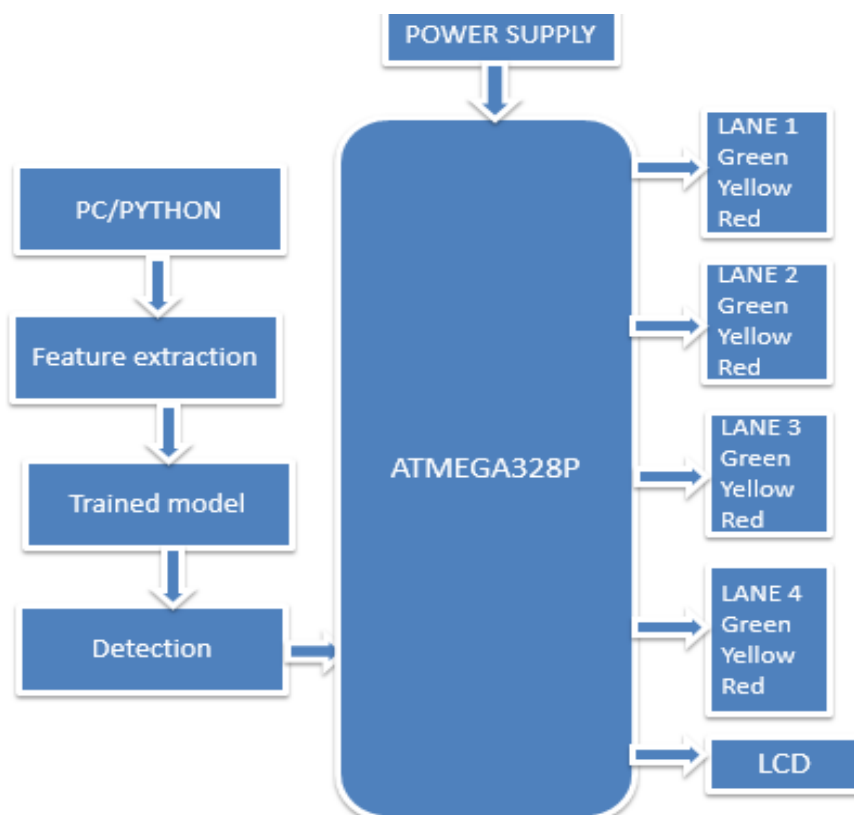 POWER SUPPLY
PC/PYTHON
Feature extraction
Trained model
Detection
ATMEGA328P
LANE 1
Green
Yellow
Red
LANE 2
Green
Yellow
Red
LANE 3
Green
Yellow
Red
LANE 4
Green
Yellow
Red
LCD